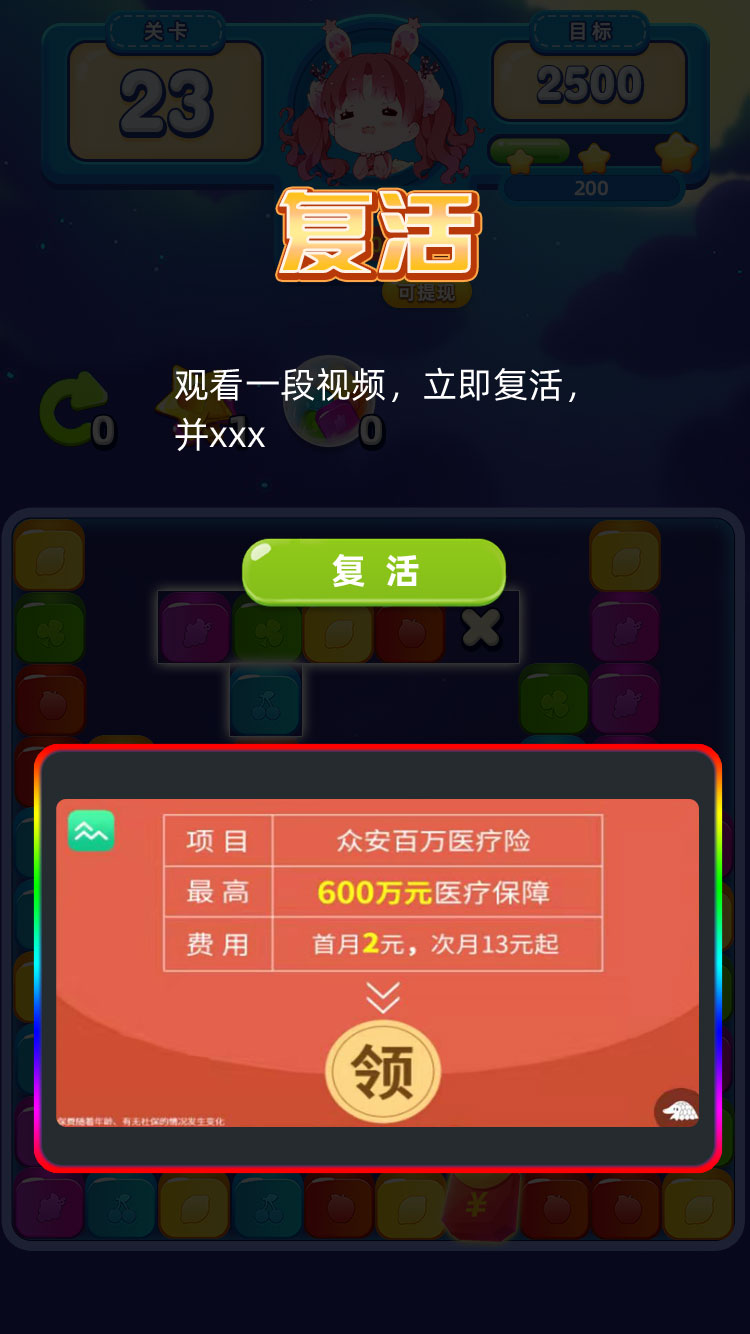 关卡
目标
23
2500
200
复活
可提现
观看一段视频，立即复活，
并xxx
0
1
0
复活
项目 众安百万医疗险
最高 600万元医疗保障
费用 首月2元，次月13元起
领
保费随着年龄、有无社保的情况发生变化
¥